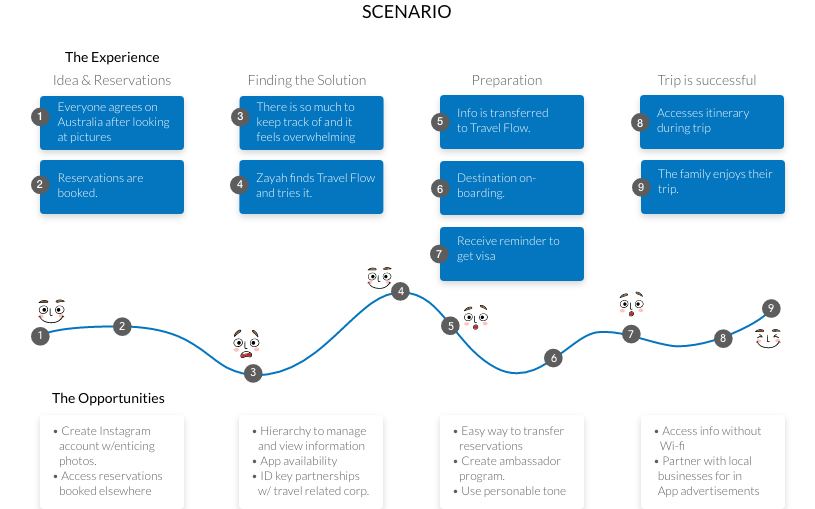 SCENARIO
The Experience
Idea & Reservations
1
Everyone agrees on
Australia after looking
at pictures
2
Reservations are
booked.
Finding the Solution
3
There is so much to
keep track of and it
feels overwhelming
4
Zayah finds Travel Flow
and tries it.
Preparation
5
Info is transferred
to Travel Flow.
6
Destination on-
boarding.
7
Receive reminder to
get visa
Trip is successful
8
Accesses itinerary
during trip
9
The family enjoys their
trip.
1
2
3
4
5
6
7
8
9
The Opportunities
• Create Instagram
account w/enticing
photos.
• Access reservations
booked elsewhere
• Hierarchy to manage
and view information
• App availability
• ID key partnerships
w/ travel related corp.
• Easy way to transfer
reservations
• Create ambassador
program.
• Use personable tone
• Access info without
Wi-fi
• Partner with local
businesses for in
App advertisements